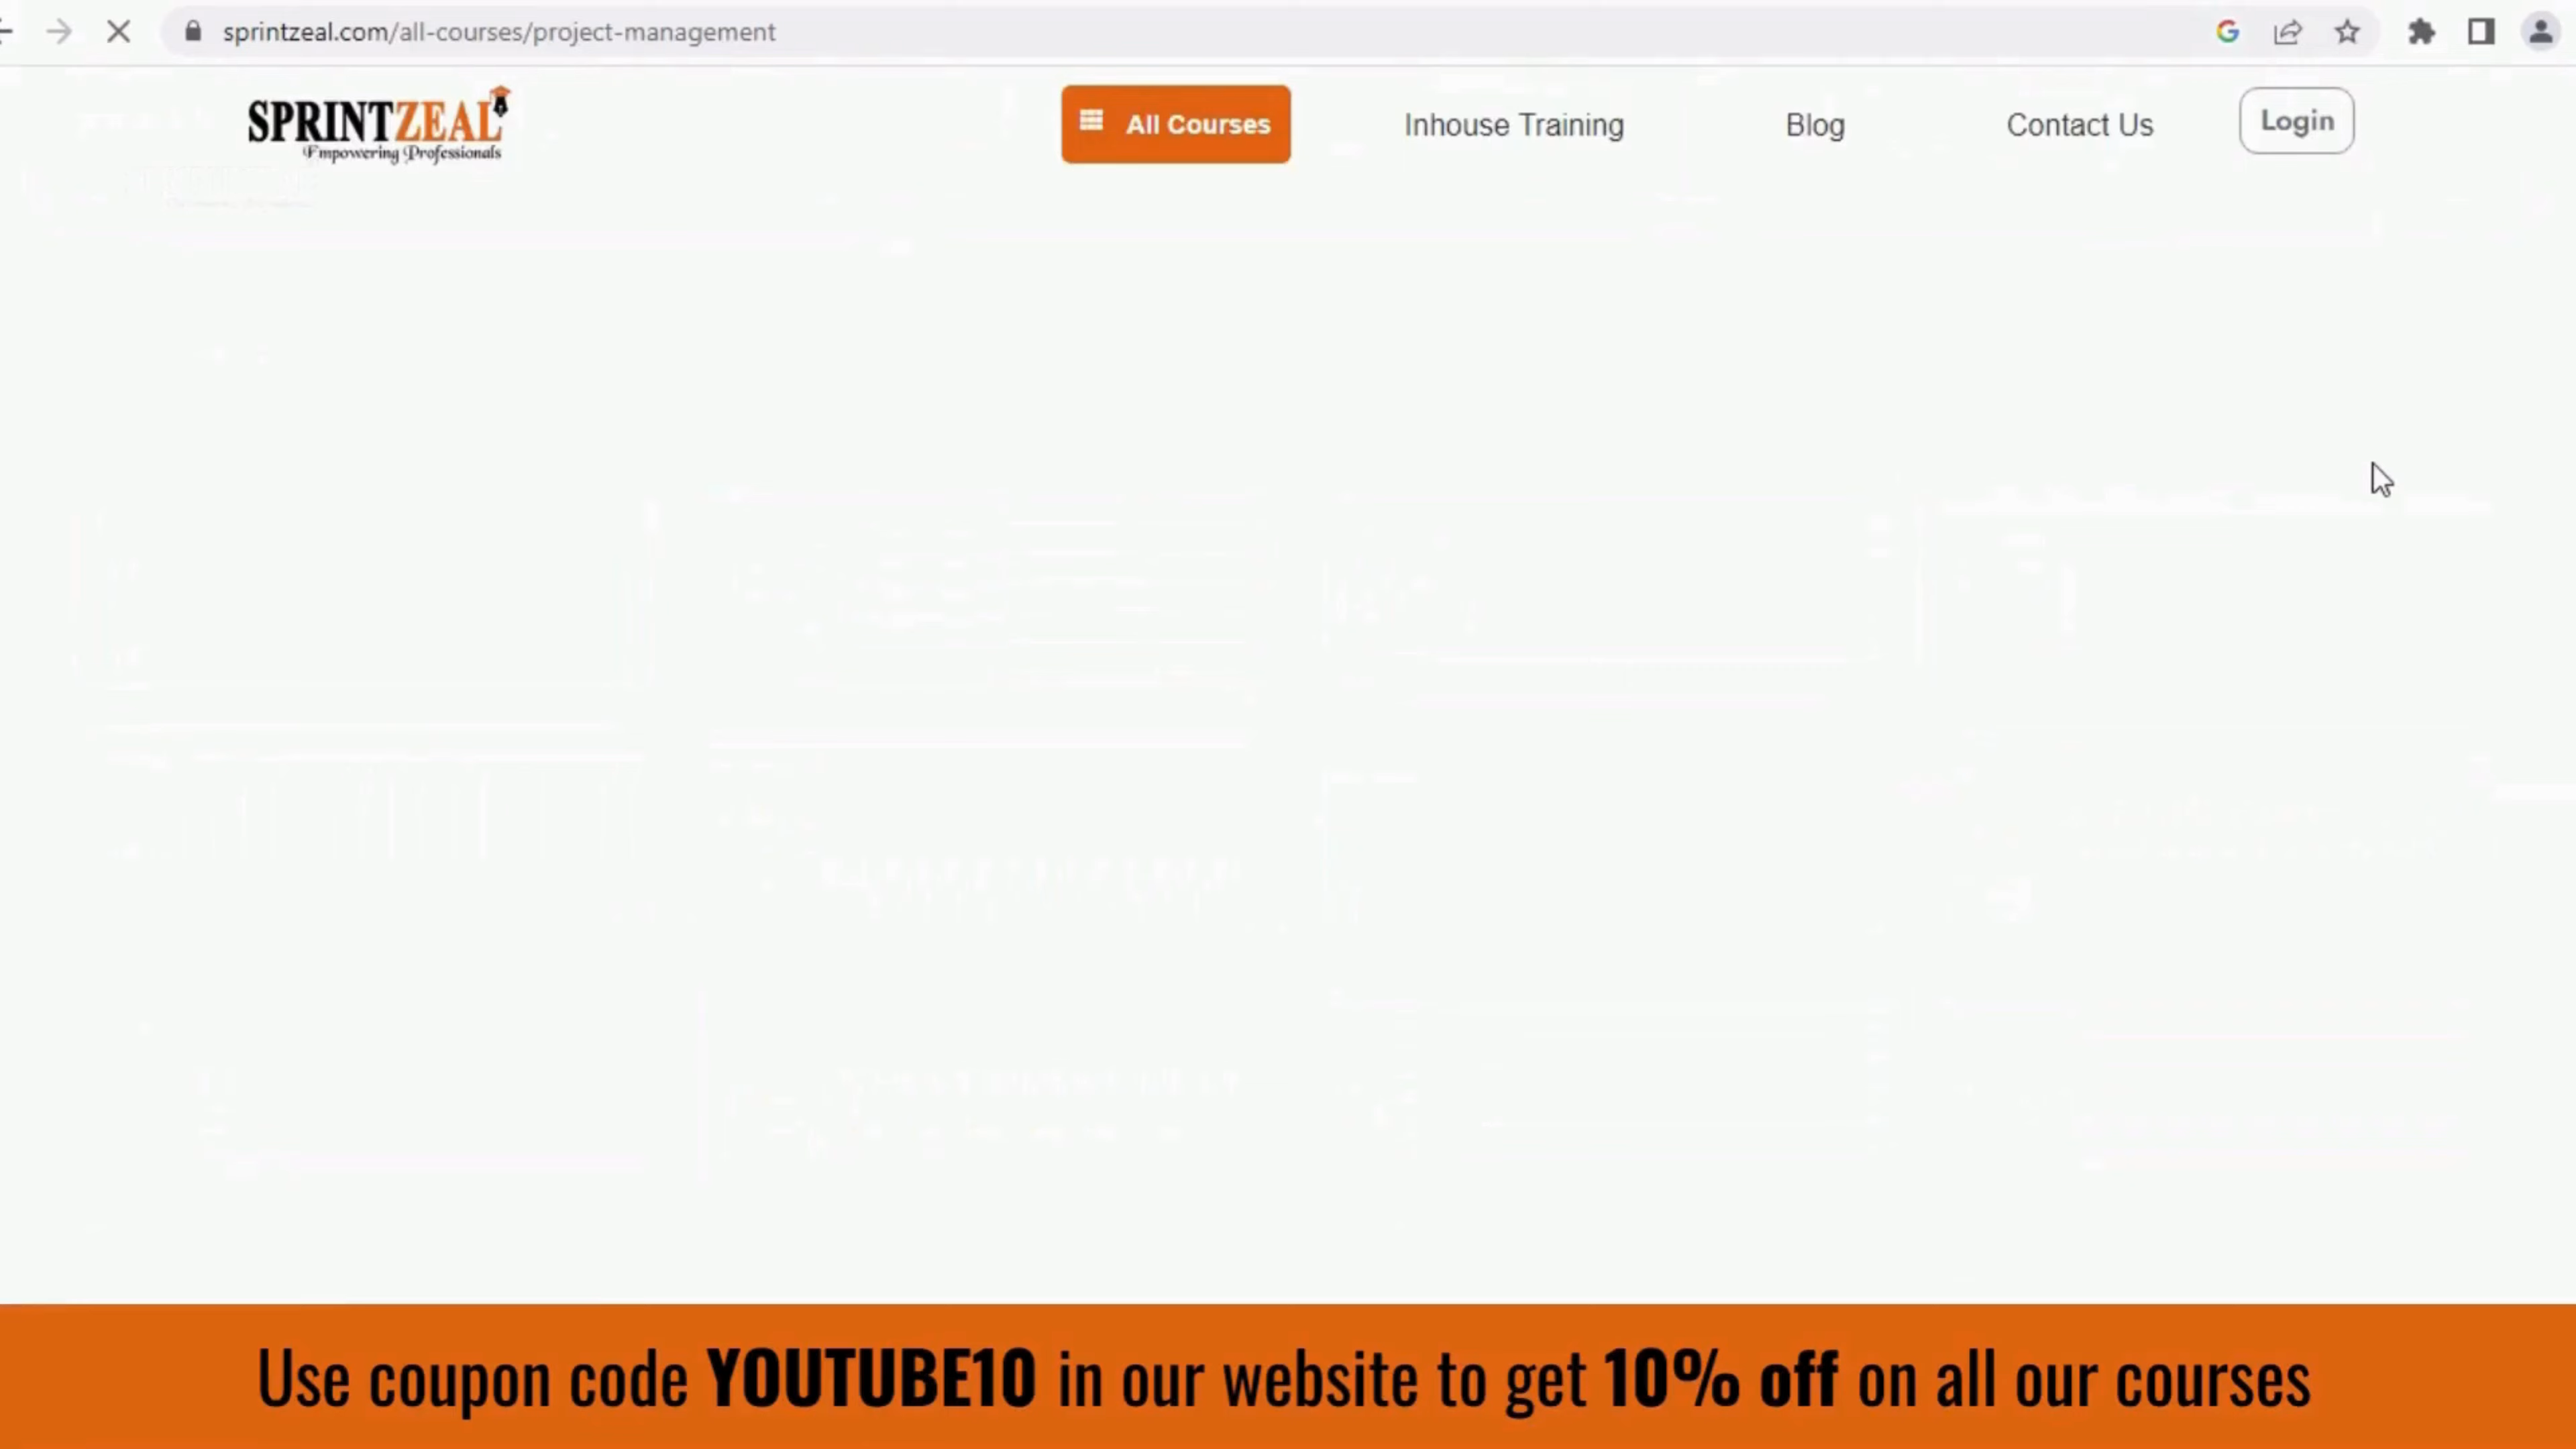 sprintzeal.com/all-courses/project-management
SPRINTZEAL
Empowering Professionals
All Courses
Inhouse Training
Blog
Contact Us
Login
Use coupon code YOUTUBE10 in our website to get 10% off on all our courses